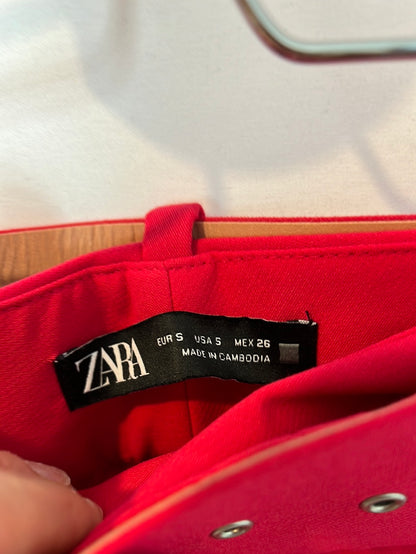 ZARA
EUR S USA S MEX 26
MADE IN CAMBODIA